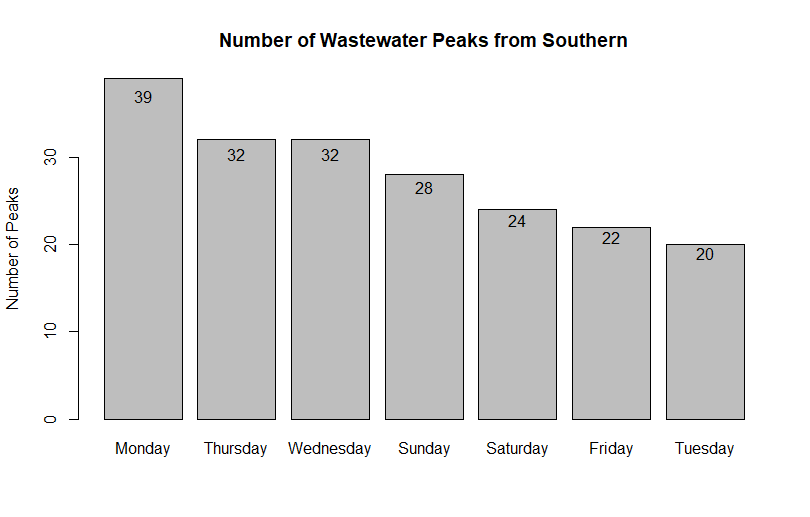 Number of Wastewater Peaks from Southern
Number of Peaks
30
20
10
0
39
32
32
28
24
22
20
Monday
Thursday
Wednesday
Sunday
Saturday
Friday
Tuesday